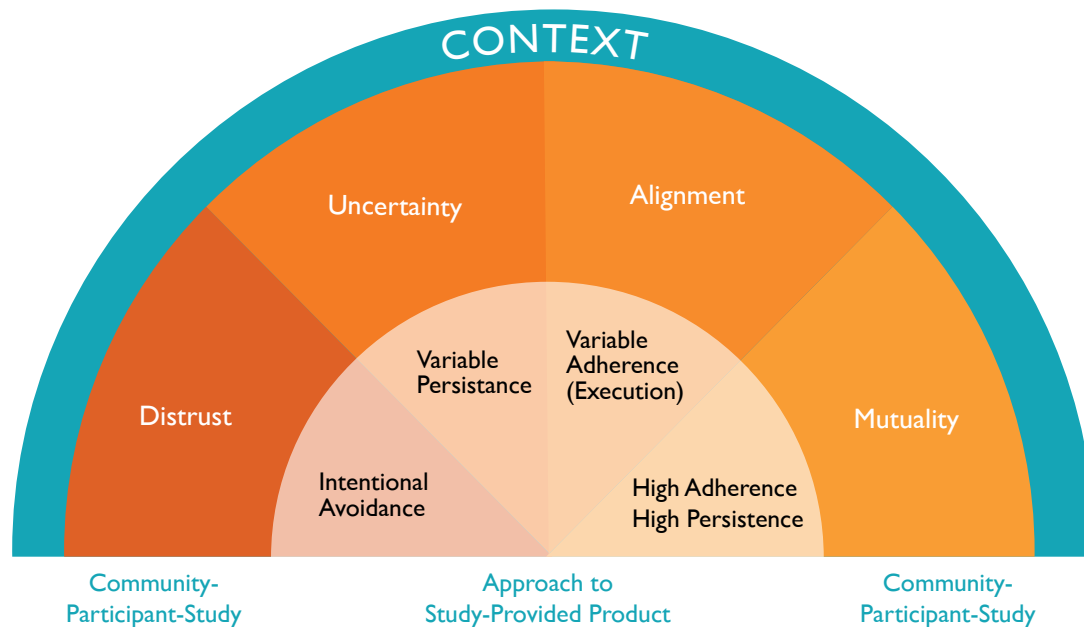 CONTEXT
Uncertainty
Alignment
Distrust
Mutuality
Variable
Persistance
Variable
Adherence
(Execution)
Intentional
Avoidance
High Adherence
High Persistence
Community-
Participant-Study
Approach to
Study-Provided Product
Community-
Participant-Study